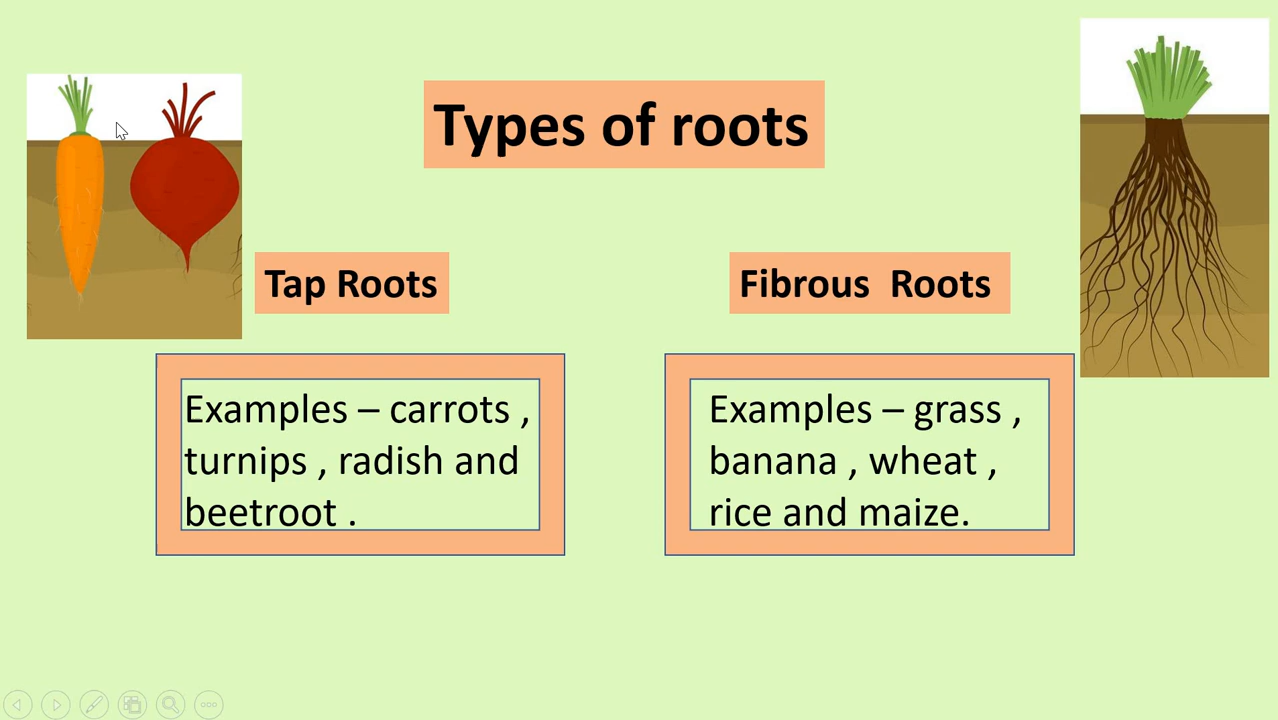 Types of roots
Tap Roots
Fibrous  Roots
Examples – carrots ,
turnips , radish and
beetroot .
Examples – grass ,
banana , wheat ,
rice and maize.